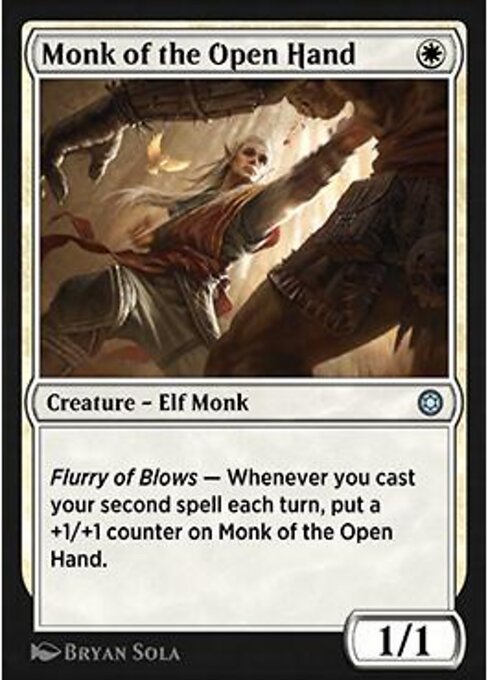 Monk of the Open Hand
Creature – Elf Monk
Flurry of Blows — Whenever you cast
your second spell each turn, put a
+1/+1 counter on Monk of the Open
Hand.
1/1
Bryan Sola